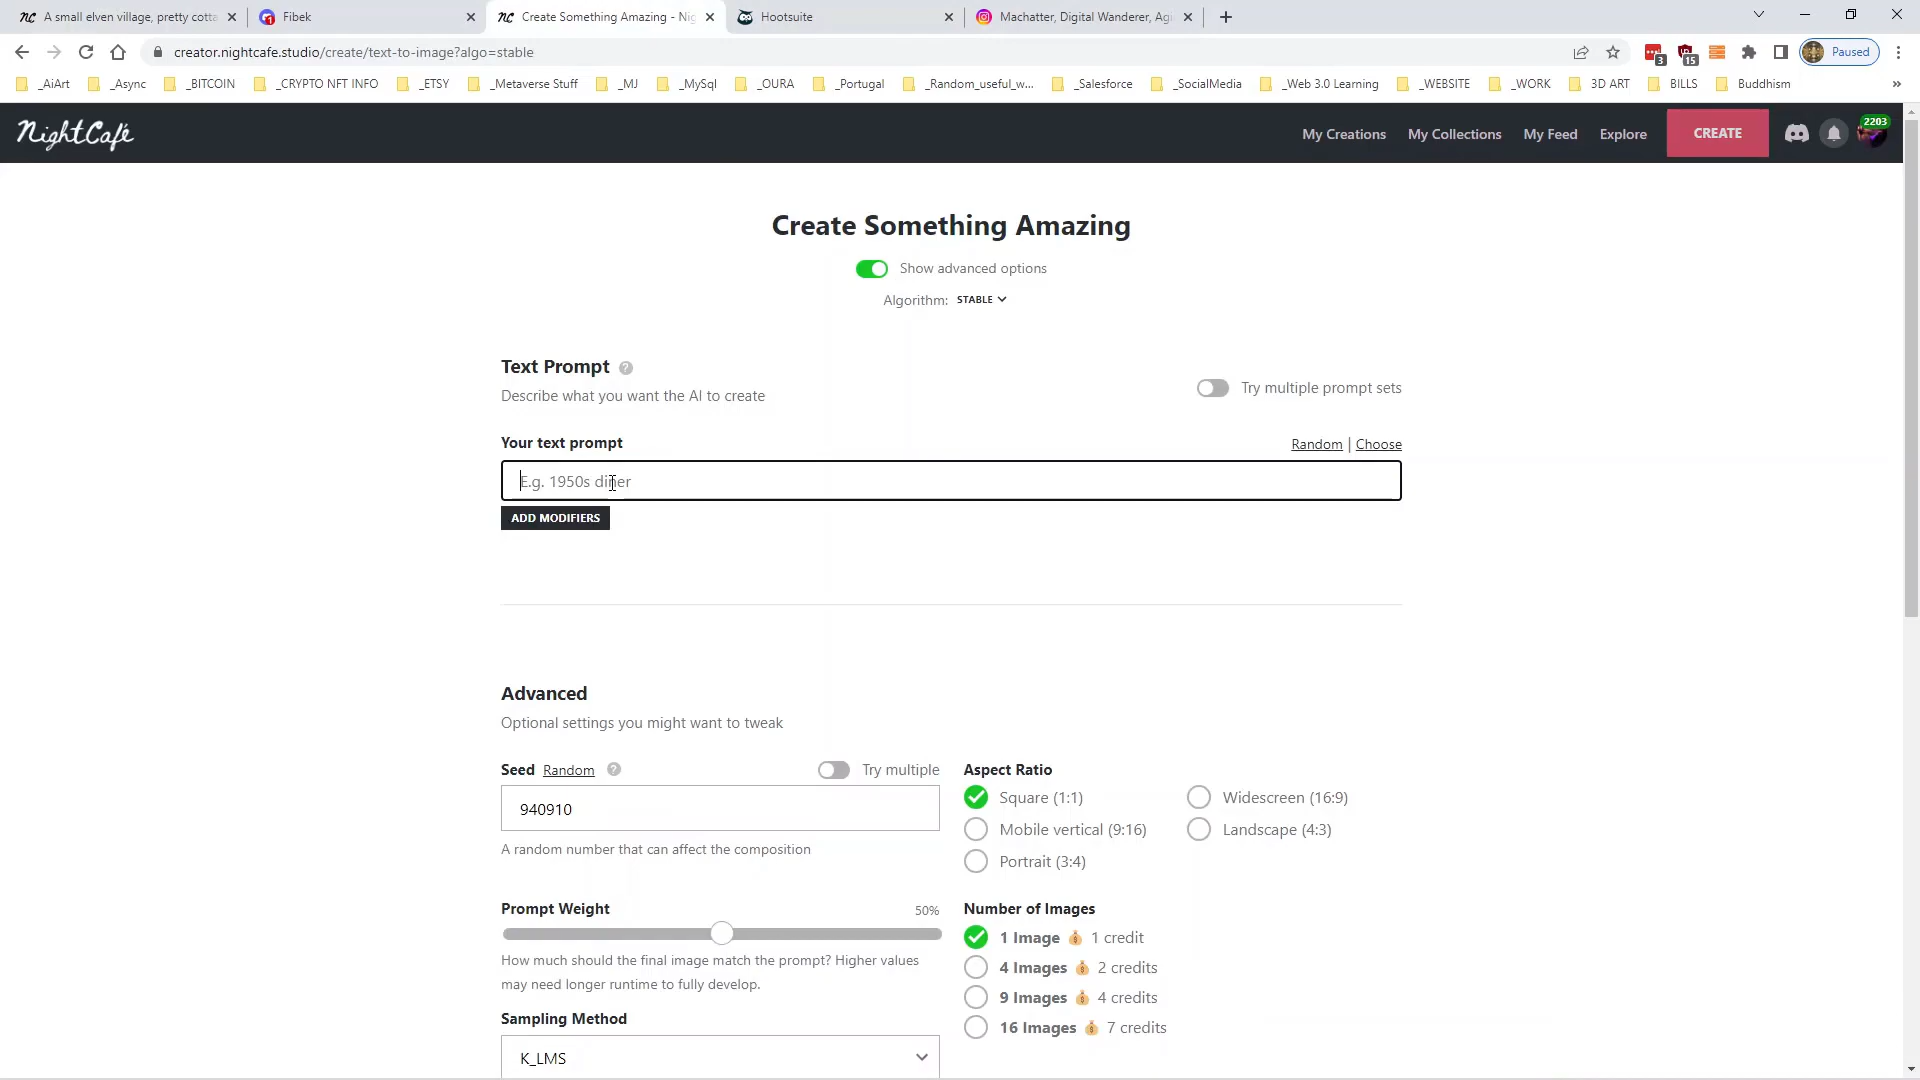 A small elven village, pretty cotta
Fibek
Create Something Amazing - Nig
Hootsuite
Machatter, Digital Wanderer, Agi
creator.nightcafe.studio/create/text-to-image?algo=stable
3
15
Paused
_AiArt
_Async
_BITCOIN
_CRYPTO NFT INFO
_ETSY
_Metaverse Stuff
_MJ
_MySql
_OURA
_Portugal
_Random_useful_w...
_Salesforce
_SocialMedia
_Web 3.0 Learning
_WEBSITE
_WORK
3D ART
BILLS
Buddhism
»
NightCafé
My Creations
My Collections
My Feed
Explore
CREATE
2203
Create Something Amazing
Show advanced options
Algorithm: STABLE
Text Prompt ?
Describe what you want the AI to create
Try multiple prompt sets
Your text prompt
Random | Choose
E.g. 1950s diner
ADD MODIFIERS
Advanced
Optional settings you might want to tweak
Seed Random ?
Try multiple
940910
A random number that can affect the composition
Aspect Ratio
Square (1:1)
Widescreen (16:9)
Mobile vertical (9:16)
Landscape (4:3)
Portrait (3:4)
Prompt Weight
50%
How much should the final image match the prompt? Higher values
may need longer runtime to fully develop.
Number of Images
1 Image 1 credit
4 Images 2 credits
9 Images 4 credits
16 Images 7 credits
Sampling Method
K_LMS